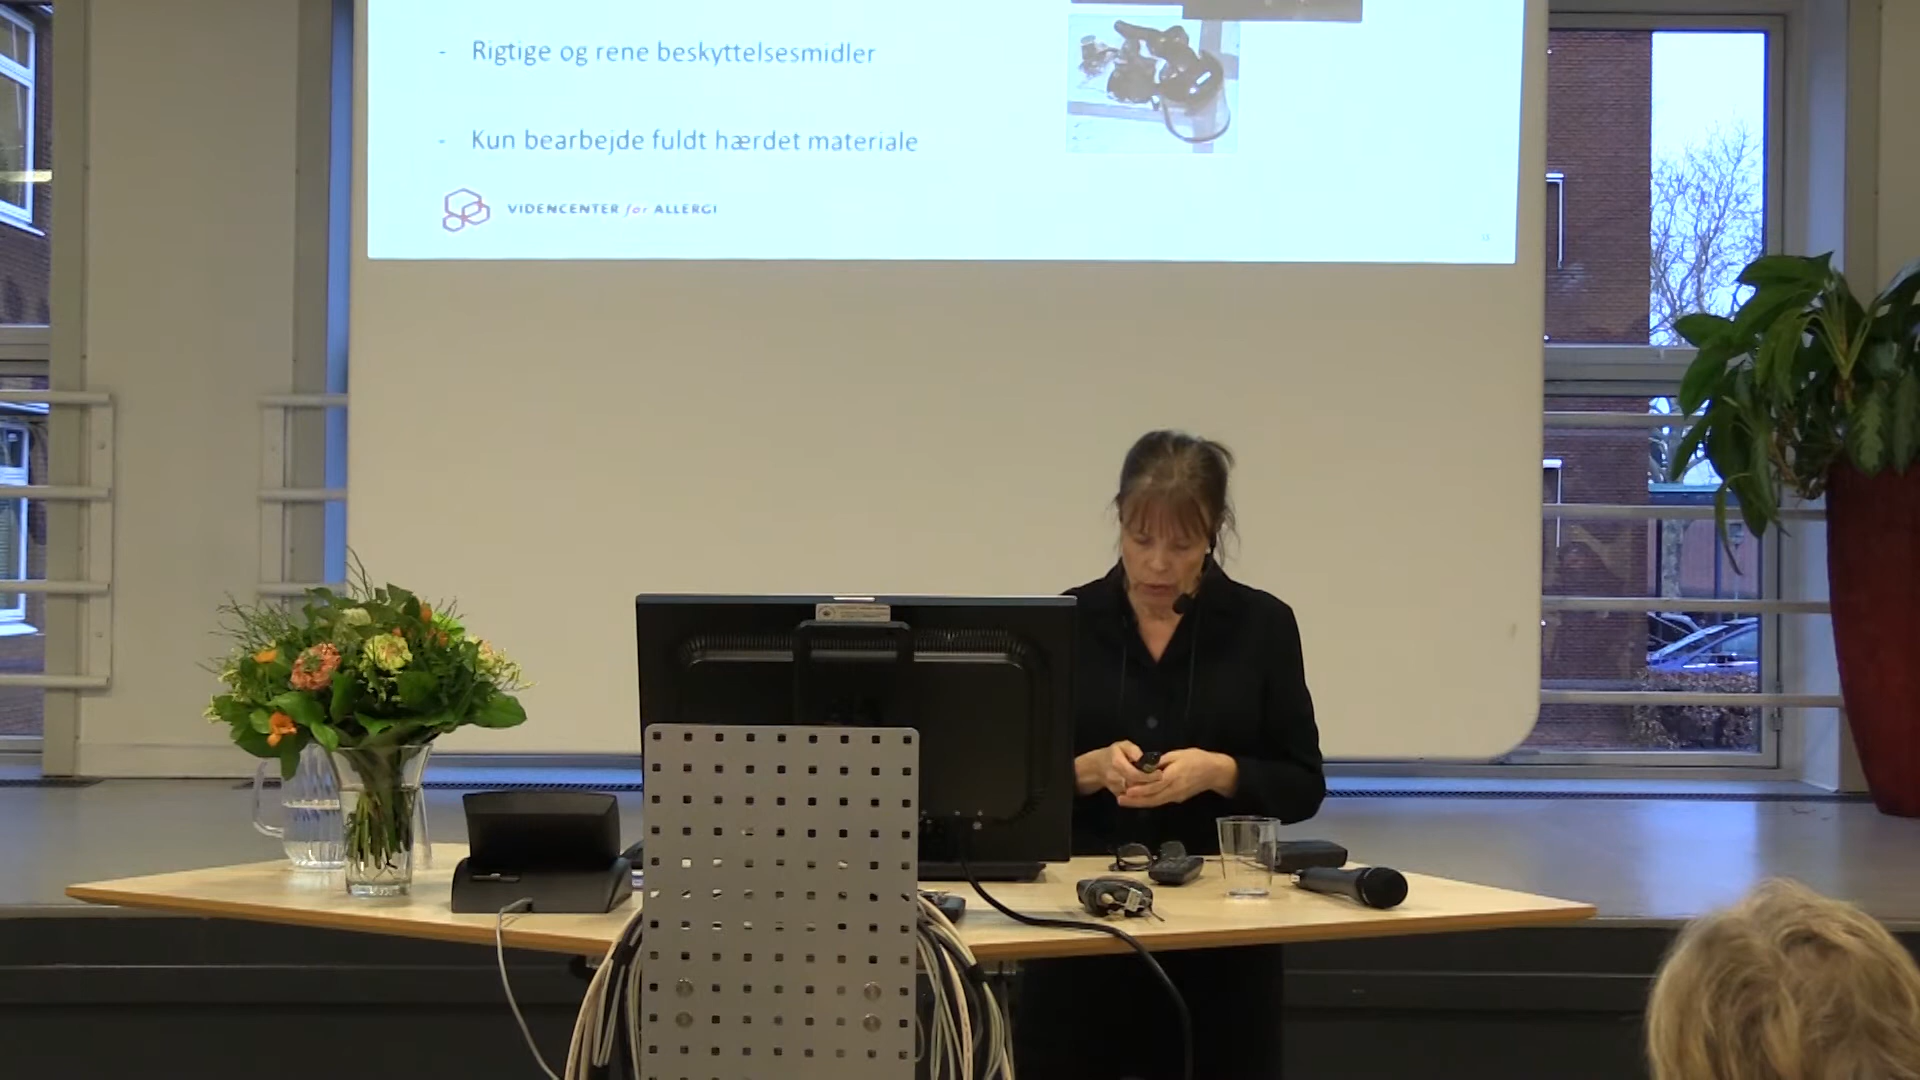 - Rigtige og rene beskyttelsesmidler
- Kun bearbejde fuldt hærdet materiale
VIDENCENTER for ALLERGI